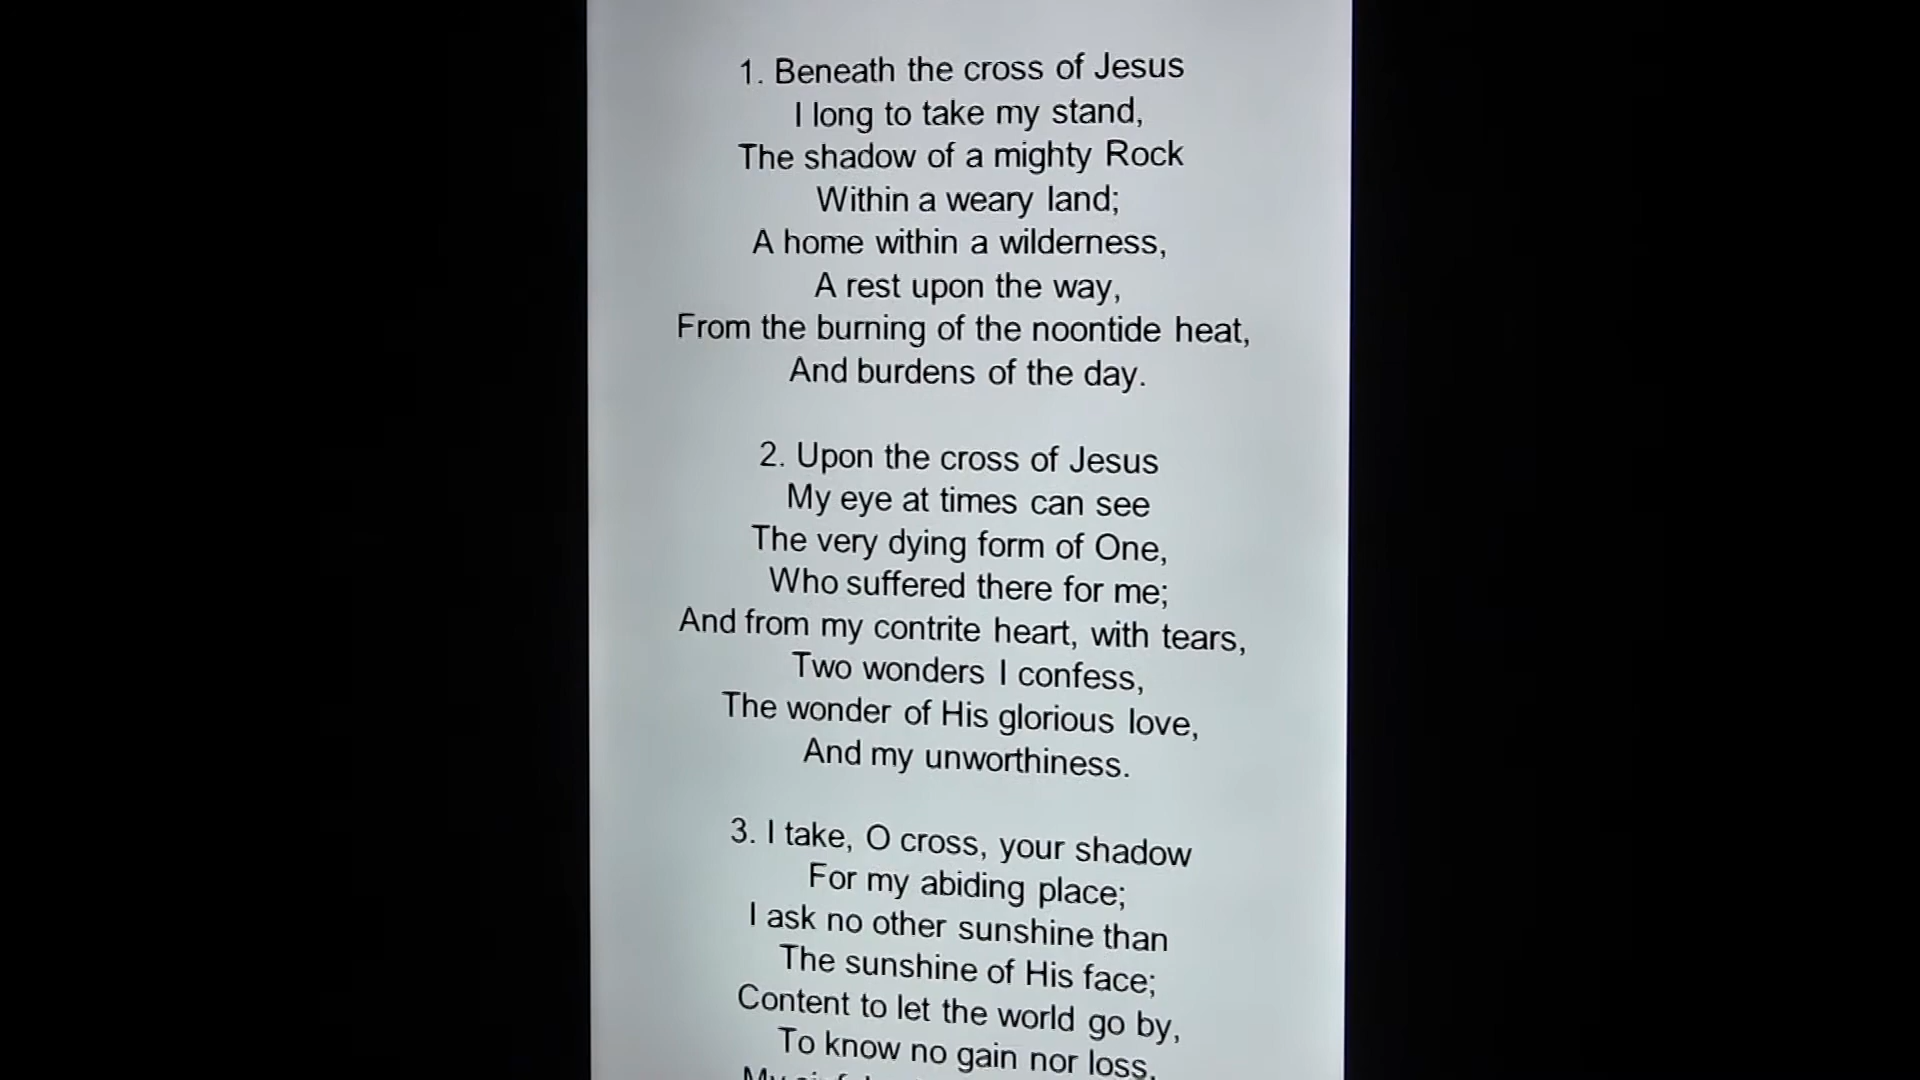 1. Beneath the cross of Jesus
I long to take my stand,
The shadow of a mighty Rock
Within a weary land;
A home within a wilderness,
A rest upon the way,
From the burning of the noontide heat,
And burdens of the day.
2. Upon the cross of Jesus
My eye at times can see
The very dying form of One,
Who suffered there for me;
And from my contrite heart, with tears,
Two wonders I confess,
The wonder of His glorious love,
And my unworthiness.
3. I take, O cross, your shadow
For my abiding place;
I ask no other sunshine than
The sunshine of His face;
Content to let the world go by,
To know no gain nor loss,
My